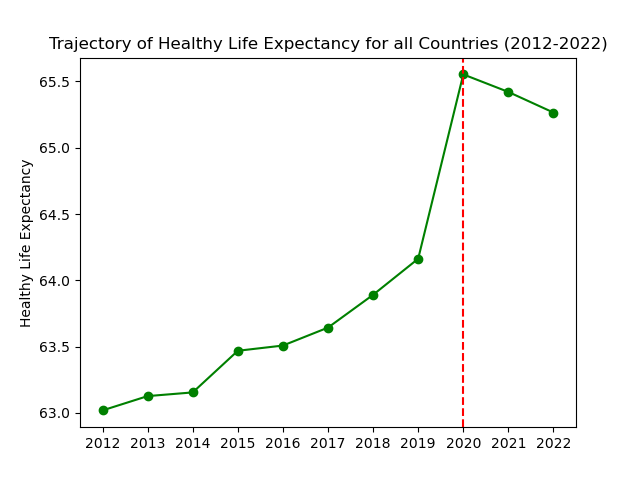 Trajectory of Healthy Life Expectancy for all Countries (2012-2022)
65.5
65.0
64.5
64.0
63.5
63.0
Healthy Life Expectancy
2012 2013 2014 2015 2016 2017 2018 2019 2020 2021 2022